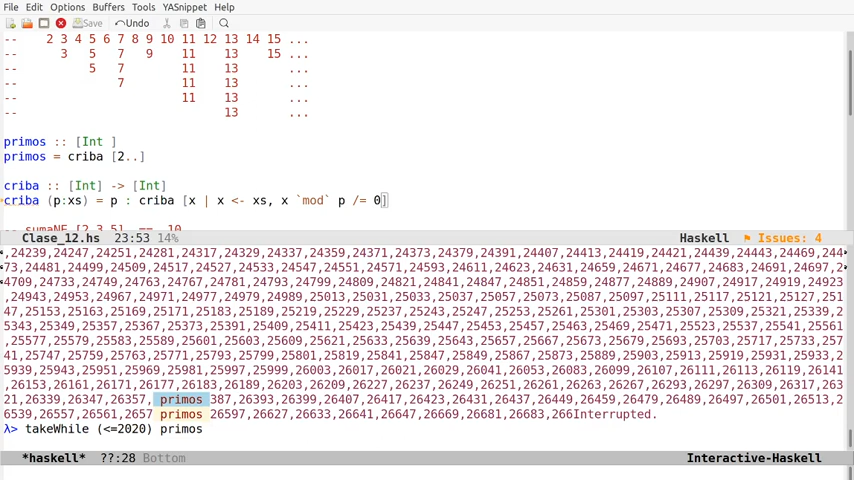 File Edit Options Buffers Tools YASnippet Help
Save Undo
-- 2 3 4 5 6 7 8 9 10 11 12 13 14 15 ...
-- 3 5 7 9 11 13 15 ...
-- 5 7 11 13 ...
-- 7 11 13 ...
-- 11 13 ...
-- 13 ...
primos :: [Int ]
primos = criba [2..]
criba :: [Int] -> [Int]
criba (p:xs) = p : criba [x | x <- xs, x `mod` p /= 0]
-- sumaNE [2,3,5] == 10
Clase_12.hs 23:53 14% Haskell Issues: 4
,24239,24247,24251,24281,24317,24329,24337,24359,24371,24373,24379,24391,24407,24413,24419,24421,24439,24443,24469,244
73,24481,24499,24509,24517,24527,24533,24547,24551,24571,24593,24611,24623,24631,24659,24671,24677,24683,24691,24697,
24709,24733,24749,24763,24767,24781,24793,24799,24809,24821,24841,24847,24851,24859,24877,24889,24907,24917,24919,24923
,24943,24953,24967,24971,24977,24979,24989,25013,25031,25033,25037,25057,25073,25087,25097,25111,25117,25121,25127,251
47,25153,25163,25169,25171,25183,25189,25219,25229,25237,25243,25247,25253,25261,25301,25303,25307,25309,25321,25339,2
5343,25349,25357,25367,25373,25391,25409,25411,25423,25439,25447,25453,25457,25463,25469,25471,25523,25537,25541,25561
,25577,25579,25583,25589,25601,25603,25609,25621,25633,25639,25643,25657,25667,25673,25679,25693,25703,25717,25733,257
41,25747,25759,25763,25771,25793,25799,25801,25819,25841,25847,25849,25867,25873,25889,25903,25913,25919,25931,25933,2
5939,25943,25951,25969,25981,25997,25999,26003,26017,26021,26029,26041,26053,26083,26099,26107,26111,26113,26119,26141
,26153,26161,26171,26177,26183,26189,26203,26209,26227,26237,26249,26251,26261,26263,26267,26293,26297,26309,26317,263
21,26339,26347,26357, primos 387,26393,26399,26407,26417,26423,26431,26437,26449,26459,26479,26489,26497,26501,26513,2
6539,26557,26561,2657 primos 26597,26627,26633,26641,26647,26669,26681,26683,266Interrupted.
λ> takeWhile (<=2020) primos
*haskell* ??:28 Bottom Interactive-Haskell